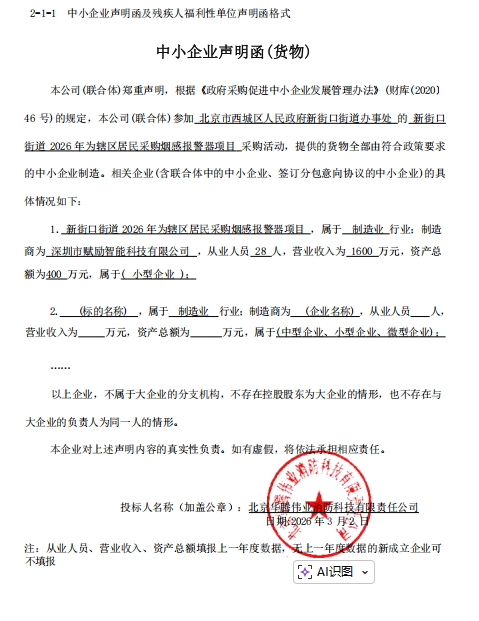 2-1-1 中小企业声明函及残疾人福利性单位声明函格式
中小企业声明函(货物)
本公司(联合体)郑重声明，根据《政府采购促进中小企业发展管理办法》(财库(2020)
46 号)的规定，本公司(联合体)参加 北京市西城区人民政府新街口街道办事处 的 新街口
街道 2026 年为辖区居民采购烟感报警器项目 采购活动，提供的货物全部由符合政策要求
的中小企业制造。相关企业(含联合体中的中小企业、签订分包意向协议的中小企业)的具
体情况如下：
1. 新街口街道 2026 年为辖区居民采购烟感报警器项目 ，属于 制造业 行业；制造
商为 深圳市赋励智能科技有限公司 ，从业人员 28 人，营业收入为 1600 万元，资产总
额为400 万元，属于( 小型企业 )；
2. (标的名称) ，属于 制造业 行业；制造商为 (企业名称) ，从业人员 人，
营业收入为 万元，资产总额为 万元，属于(中型企业、小型企业、微型企业)；
……
以上企业，不属于大企业的分支机构，不存在控股股东为大企业的情形，也不存在与
大企业的负责人为同一人的情形。
本企业对上述声明内容的真实性负责。如有虚假，将依法承担相应责任。
投标人名称（加盖公章）：北京华腾伟业消防科技有限责任公司
日期:2026 年 3 月 2 日
注：从业人员、营业收入、资产总额填报上一年度数据，无上一年度数据的新成立企业可
不填报
AI识图